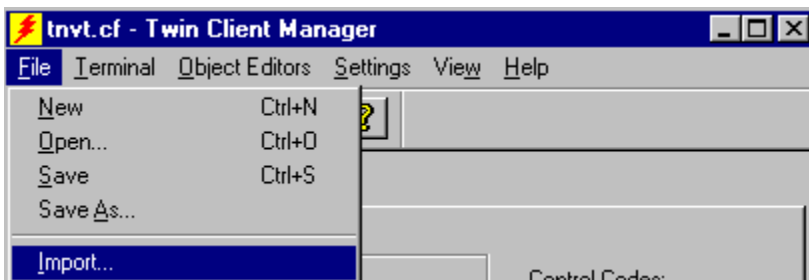 tnvt.cf - Twin Client Manager
File Terminal Object Editors Settings View Help
New Ctrl+N
Open... Ctrl+O
Save Ctrl+S
Save As...
Import...
Control Codes: